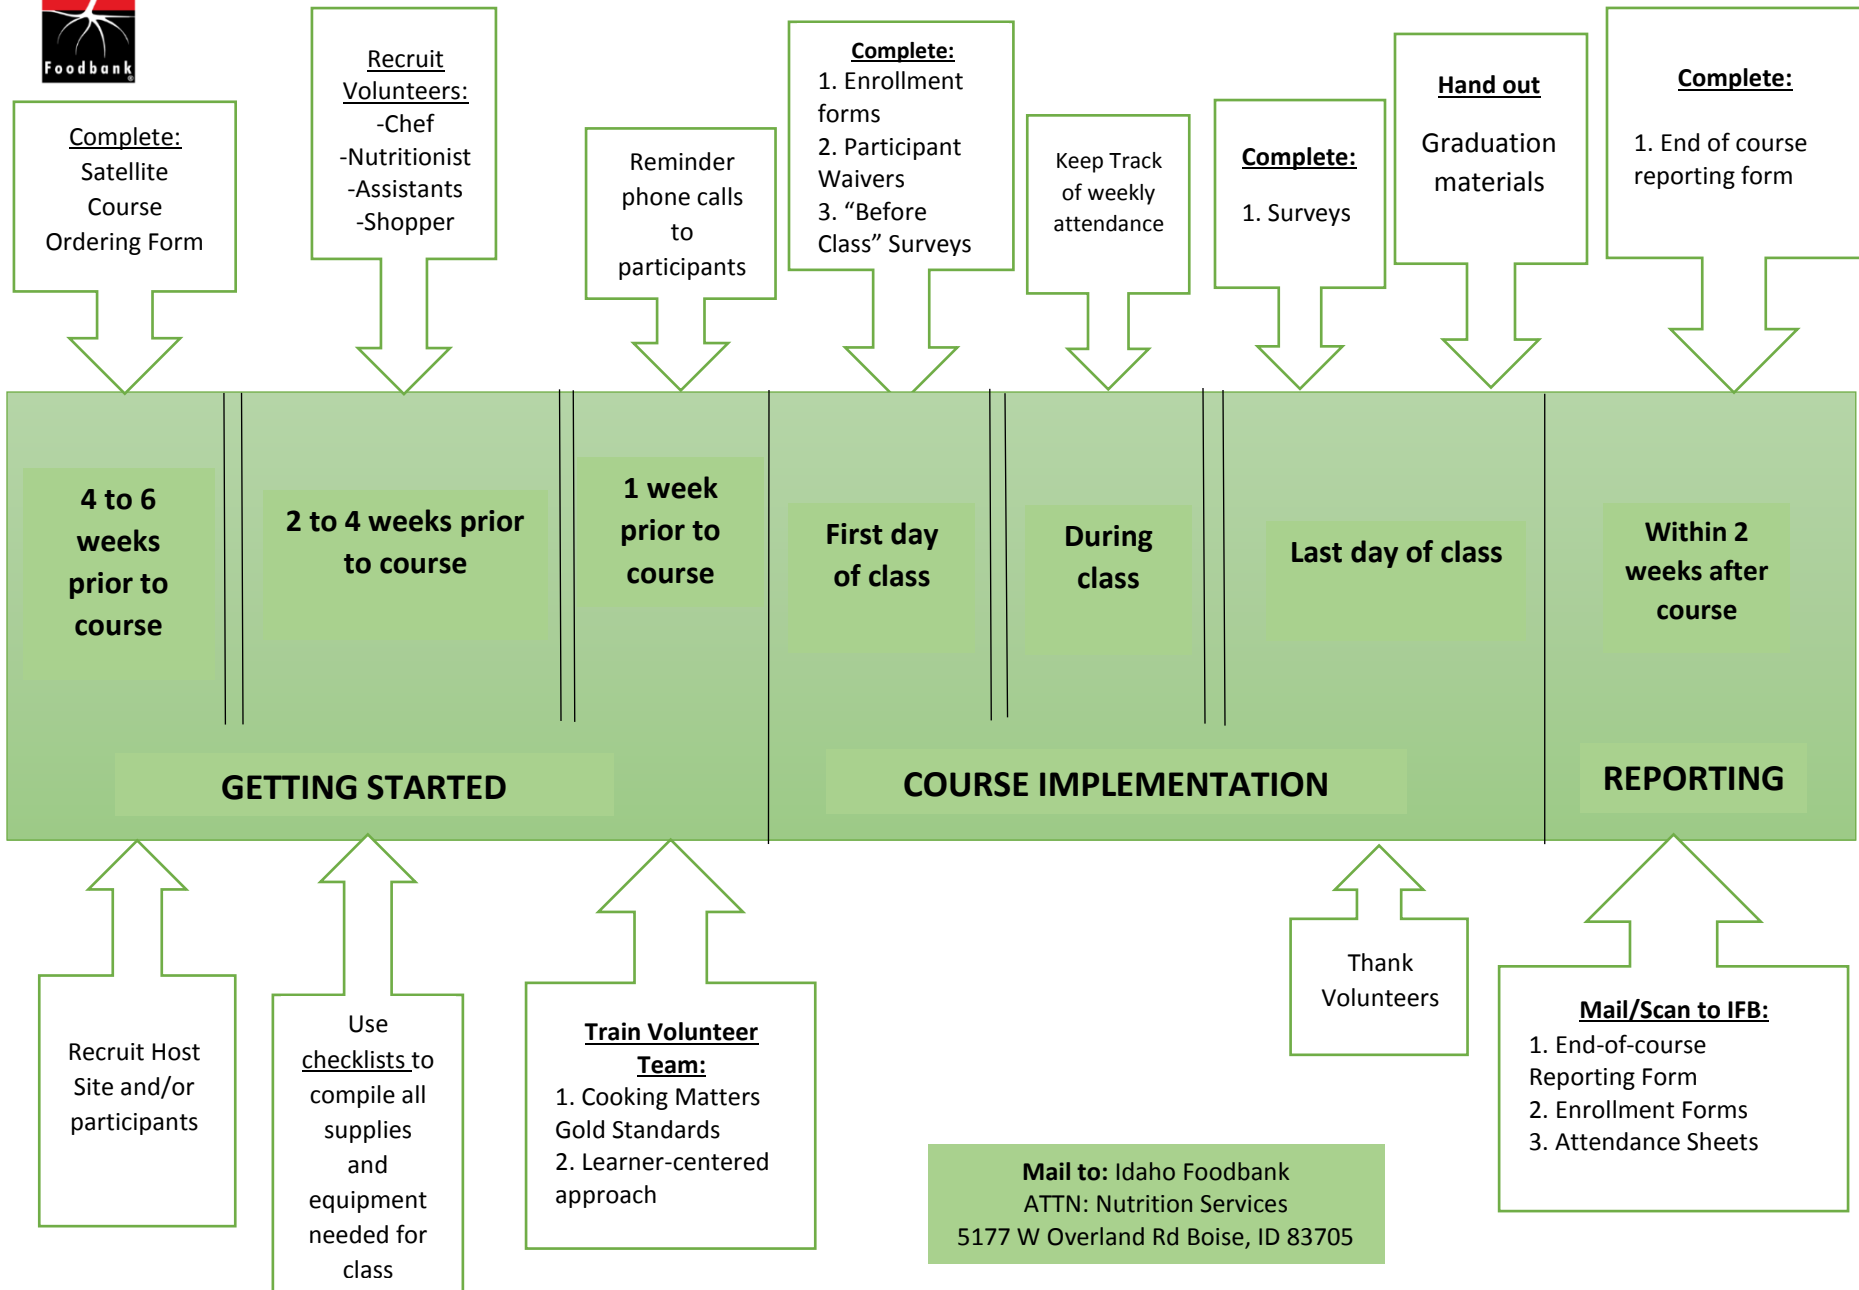 Foodbank
Complete:
Satellite
Course
Ordering Form
Recruit
Volunteers:
-Chef
-Nutritionist
-Assistants
-Shopper
Reminder
phone calls
to
participants
Complete:
1. Enrollment
forms
2. Participant
Waivers
3. “Before
Class” Surveys
Keep Track
of weekly
attendance
Complete:
1. Surveys
Hand out
Graduation
materials
Complete:
1. End of course
reporting form
4 to 6
weeks
prior to
course
2 to 4 weeks prior
to course
1 week
prior to
course
First day
of class
During
class
Last day of class
Within 2
weeks after
course
GETTING STARTED
COURSE IMPLEMENTATION
REPORTING
Recruit Host
Site and/or
participants
Use
checklists to
compile all
supplies
and
equipment
needed for
class
Train Volunteer
Team:
1. Cooking Matters
Gold Standards
2. Learner-centered
approach
Thank
Volunteers
Mail/Scan to IFB:
1. End-of-course
Reporting Form
2. Enrollment Forms
3. Attendance Sheets
Mail to: Idaho Foodbank
ATTN: Nutrition Services
5177 W Overland Rd Boise, ID 83705